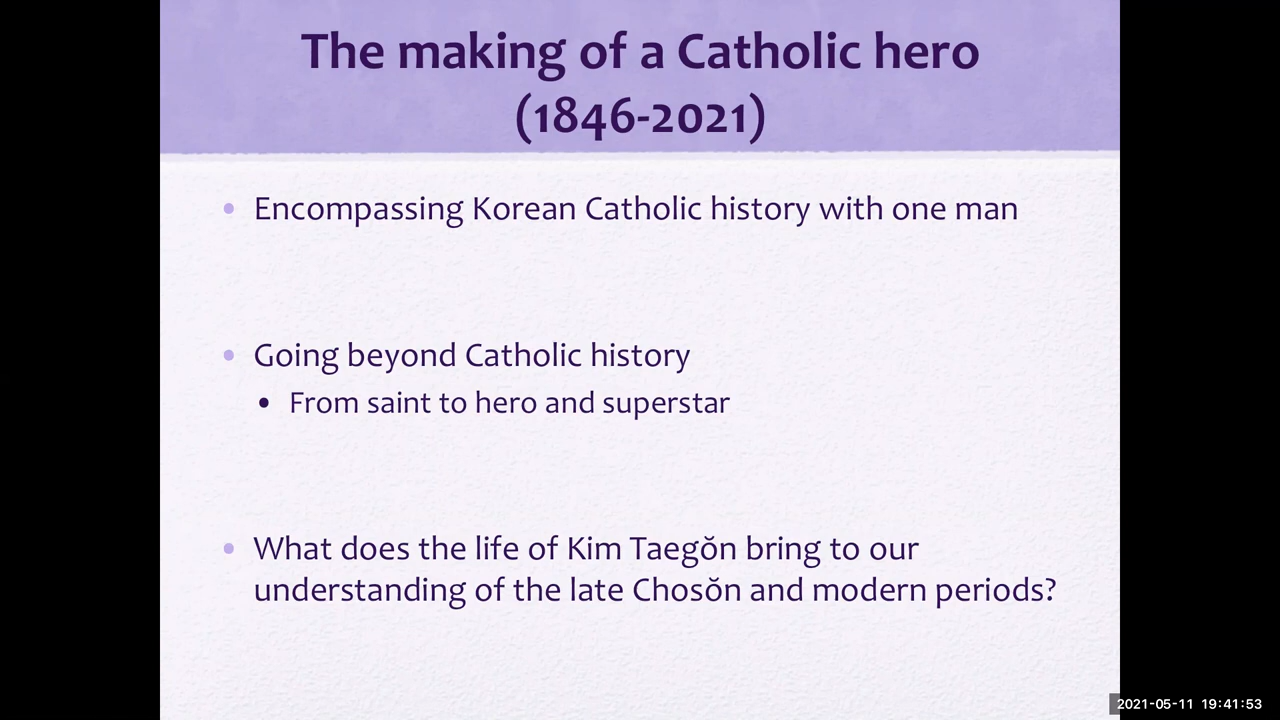 The making of a Catholic hero
(1846-2021)
• Encompassing Korean Catholic history with one man
• Going beyond Catholic history
• From saint to hero and superstar
• What does the life of Kim Taegŏn bring to our
understanding of the late Chosŏn and modern periods?
2021-05-11 19:41:53